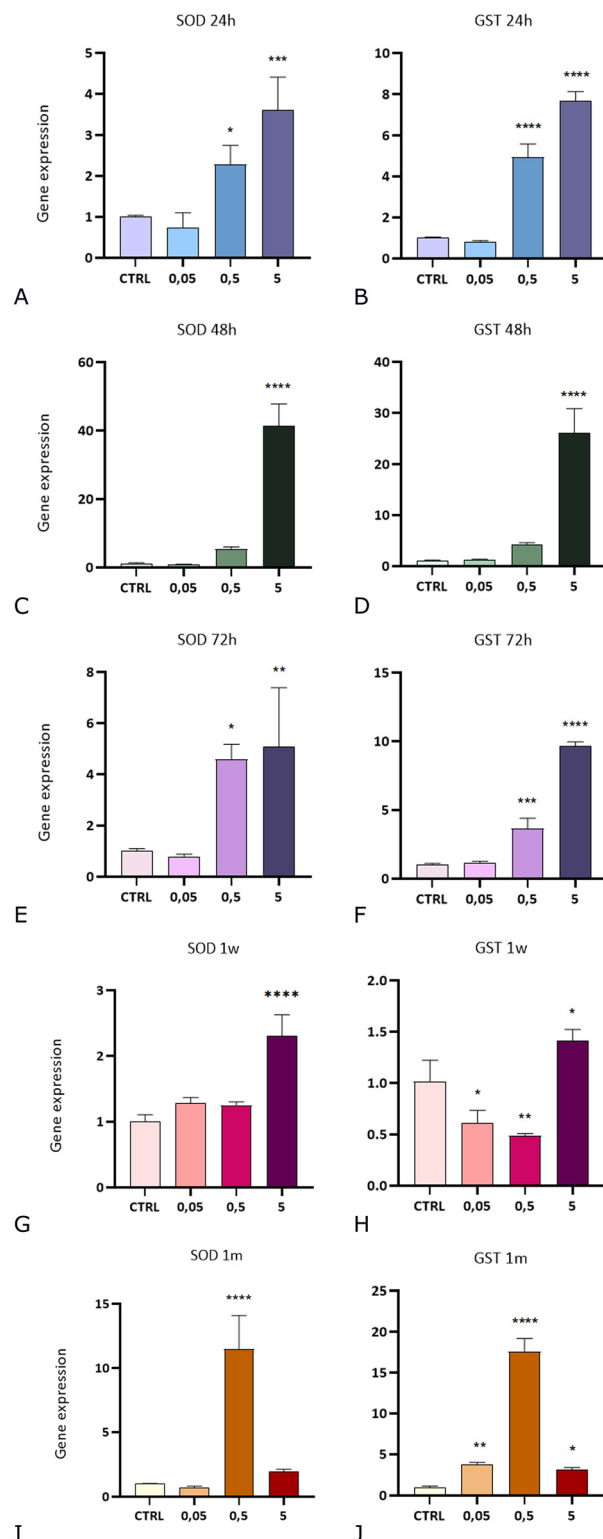 SOD 24h
GST 24h
Gene expression
5
4
3
2
1
0
*
***
CTRL 0,05 0,5 5
A
8
6
4
2
0
10
****
****
CTRL 0,05 0,5 5
B
SOD 48h
GST 48h
Gene expression
60
40
20
0
****
CTRL 0,05 0,5 5
C
40
30
20
10
0
****
CTRL 0,05 0,5 5
D
SOD 72h
GST 72h
Gene expression
8
6
4
2
0
*
**
CTRL 0,05 0,5 5
E
15
10
5
0
***
****
CTRL 0,05 0,5 5
F
SOD 1w
GST 1w
Gene expression
3
2
1
0
****
CTRL 0,05 0,5 5
G
2.0
1.5
1.0
0.5
0.0
*
**
*
CTRL 0,05 0,5 5
H
SOD 1m
GST 1m
Gene expression
15
10
5
0
****
CTRL 0,05 0,5 5
I
25
20
15
10
5
0
**
****
*
CTRL 0,05 0,5 5
J